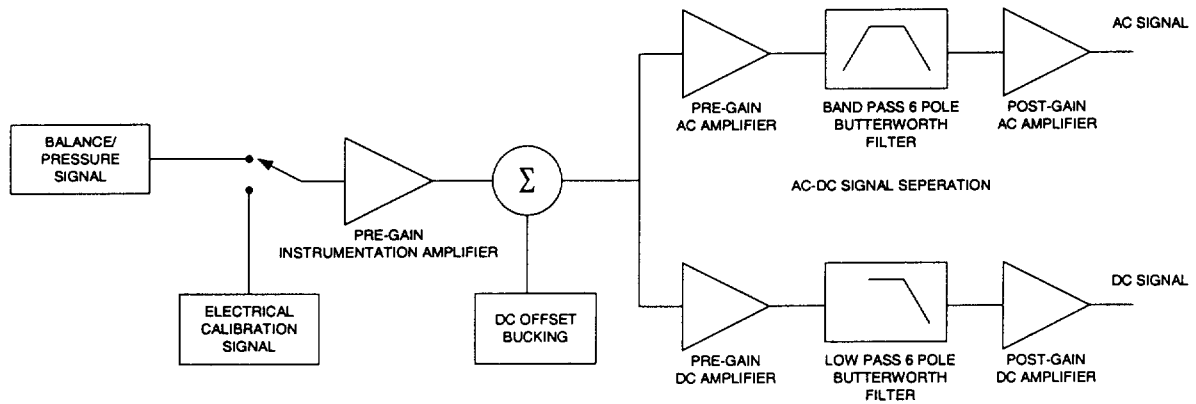 AC SIGNAL
PRE-GAIN
AC AMPLIFIER
BAND PASS 6 POLE
BUTTERWORTH
FILTER
POST-GAIN
AC AMPLIFIER
BALANCE/
PRESSURE
SIGNAL
Σ
AC-DC SIGNAL SEPERATION
PRE-GAIN
INSTRUMENTATION AMPLIFIER
ELECTRICAL
CALIBRATION
SIGNAL
DC OFFSET
BUCKING
DC SIGNAL
PRE-GAIN
DC AMPLIFIER
LOW PASS 6 POLE
BUTTERWORTH
FILTER
POST-GAIN
DC AMPLIFIER